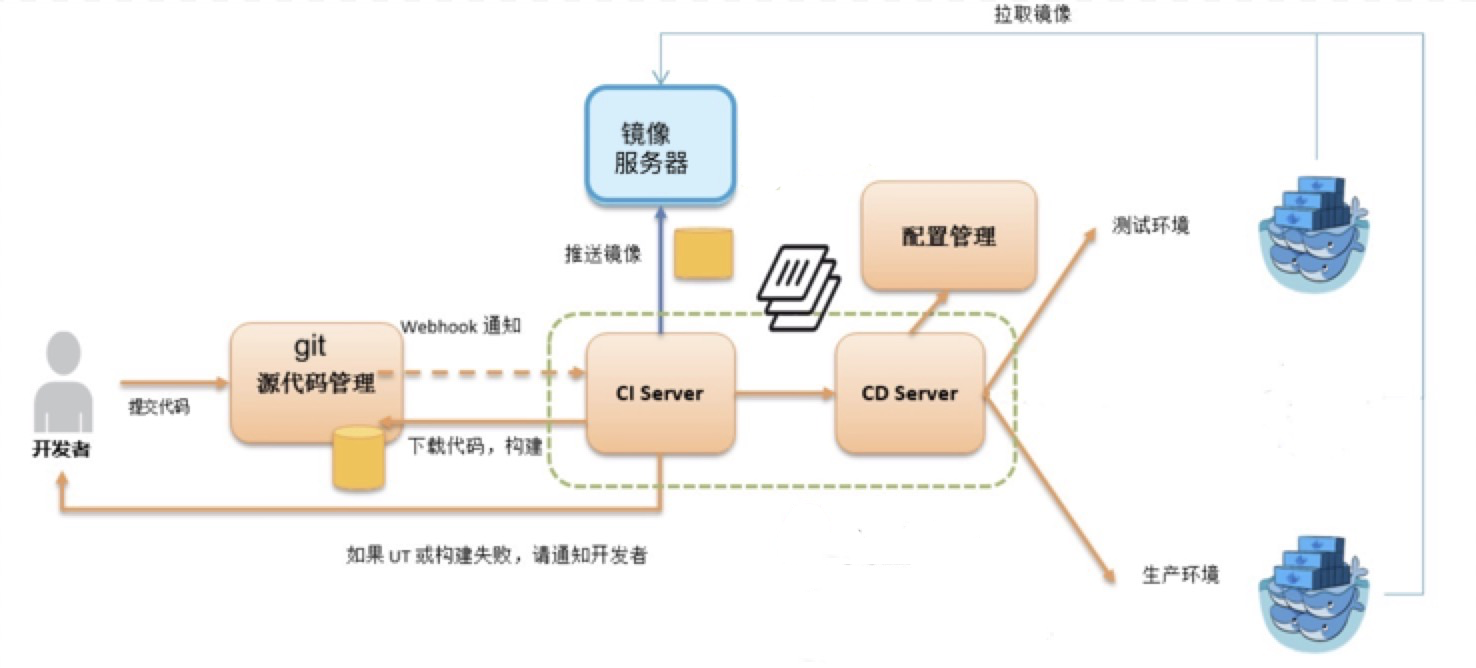 拉取镜像
镜像
服务器
推送镜像
配置管理
测试环境
Webhook 通知
git
源代码管理
提交代码
开发者
CI Server
CD Server
下载代码，构建
如果 UT 或构建失败，请通知开发者
生产环境